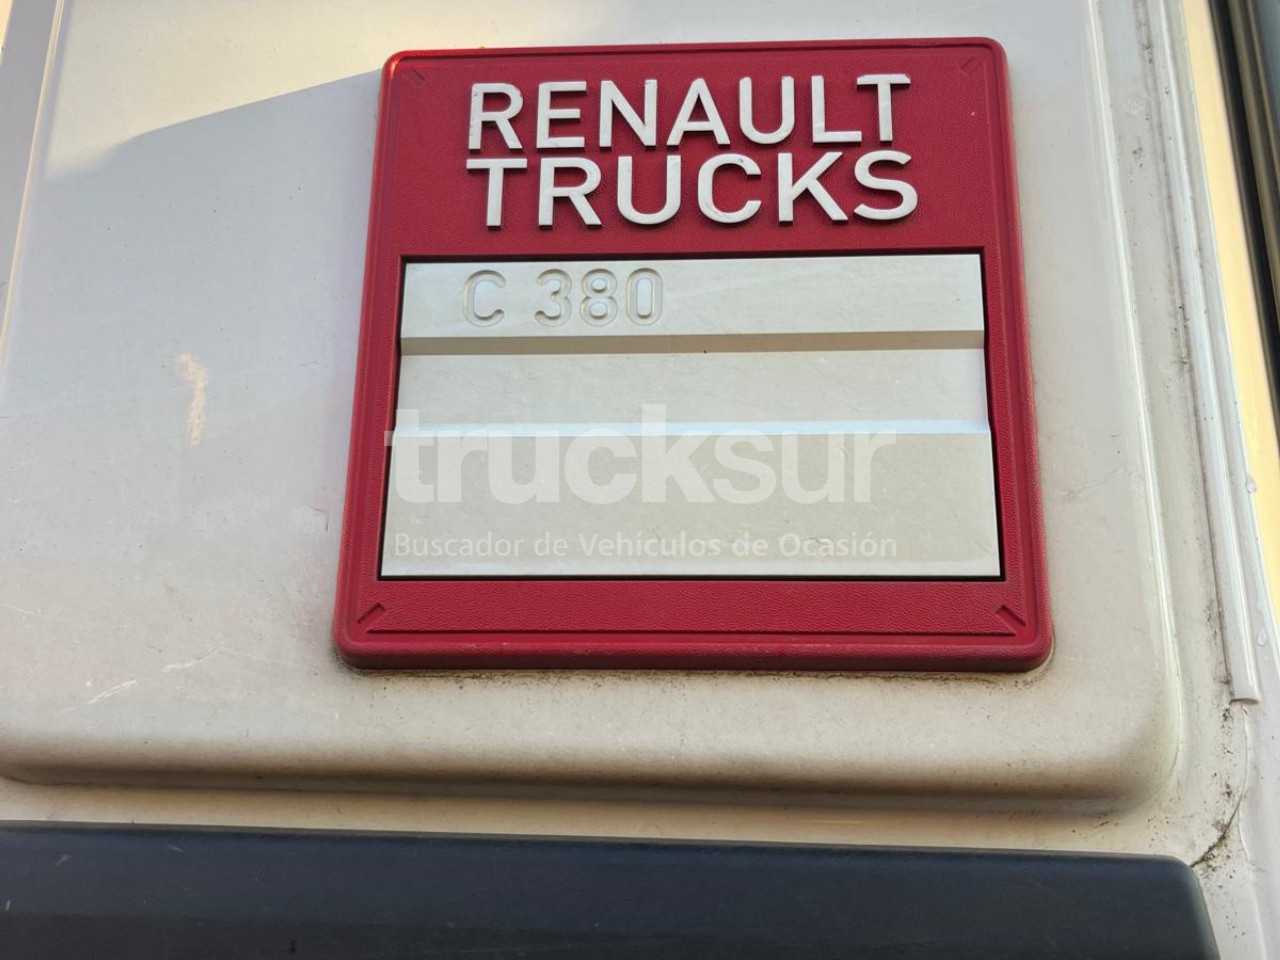 RENAULT
TRUCKS
C 380
trucksur
Buscador de Vehículos de Ocasión